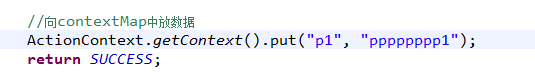 //向contextMap中放数据
ActionContext.getContext().put("p1", "pppppppp1");
return SUCCESS;